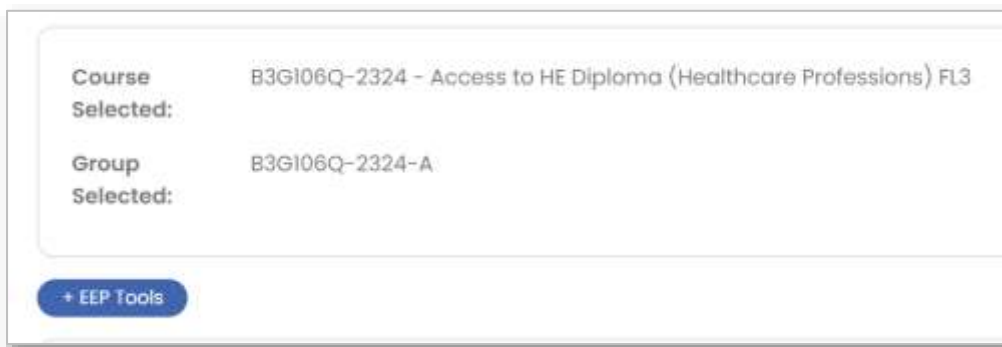 Course Selected: B3G106Q-2324 - Access to HE Diploma (Healthcare Professions) FL3
Group Selected: B3G106Q-2324-A
+ EEP Tools